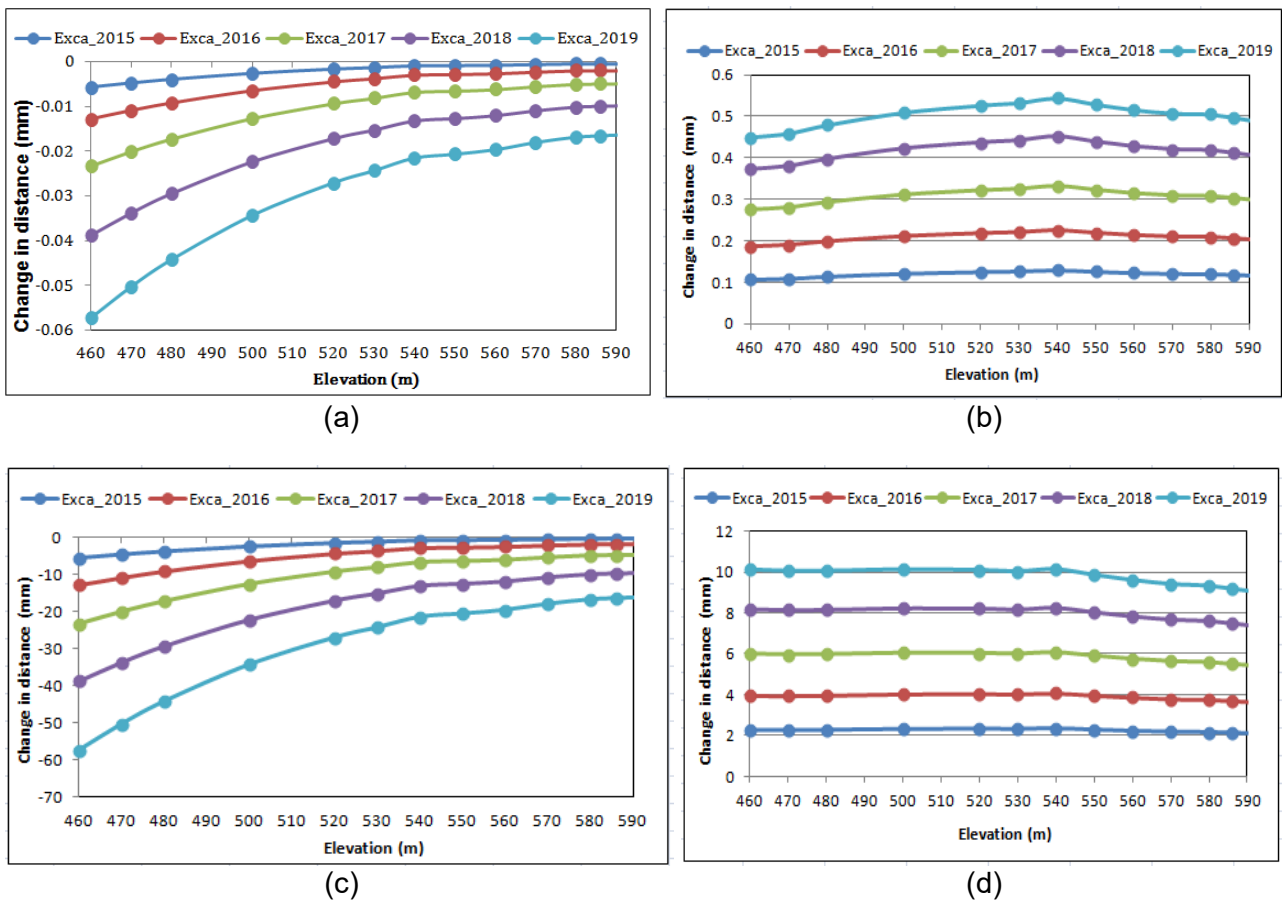 Exca_2015 Exca_2016 Exca_2017 Exca_2018 Exca_2019
0
-0.01
-0.02
-0.03
-0.04
-0.05
-0.06
Change in distance (mm)
460 470 480 490 500 510 520 530 540 550 560 570 580 590
Elevation (m)
(a)
Exca_2015 Exca_2016 Exca_2017 Exca_2018 Exca_2019
0.6
0.5
0.4
0.3
0.2
0.1
0
Change in distance (mm)
460 470 480 490 500 510 520 530 540 550 560 570 580 590
Elevation (m)
(b)
Exca_2015 Exca_2016 Exca_2017 Exca_2018 Exca_2019
0
-10
-20
-30
-40
-50
-60
-70
Change in distance (mm)
460 470 480 490 500 510 520 530 540 550 560 570 580 590
Elevation (m)
(c)
Exca_2015 Exca_2016 Exca_2017 Exca_2018 Exca_2019
12
10
8
6
4
2
0
Change in distance (mm)
460 470 480 490 500 510 520 530 540 550 560 570 580 590
Elevation (m)
(d)